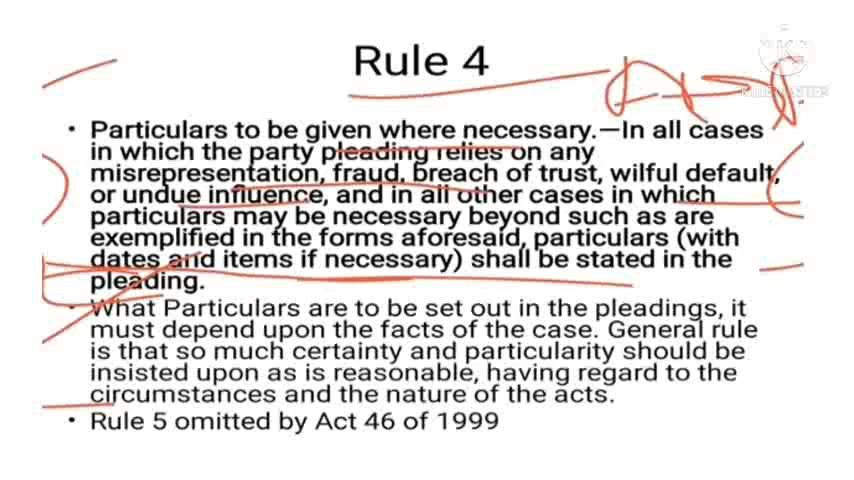 Rule 4
• Particulars to be given where necessary.—In all cases
in which the party pleading relies on any
misrepresentation, fraud, breach of trust, wilful default,
or undue influence, and in all other cases in which
particulars may be necessary beyond such as are
exemplified in the forms aforesaid, particulars (with
dates and items if necessary) shall be stated in the
pleading.
• What Particulars are to be set out in the pleadings, it
must depend upon the facts of the case. General rule
is that so much certainty and particularity should be
insisted upon as is reasonable, having regard to the
circumstances and the nature of the acts.
• Rule 5 omitted by Act 46 of 1999